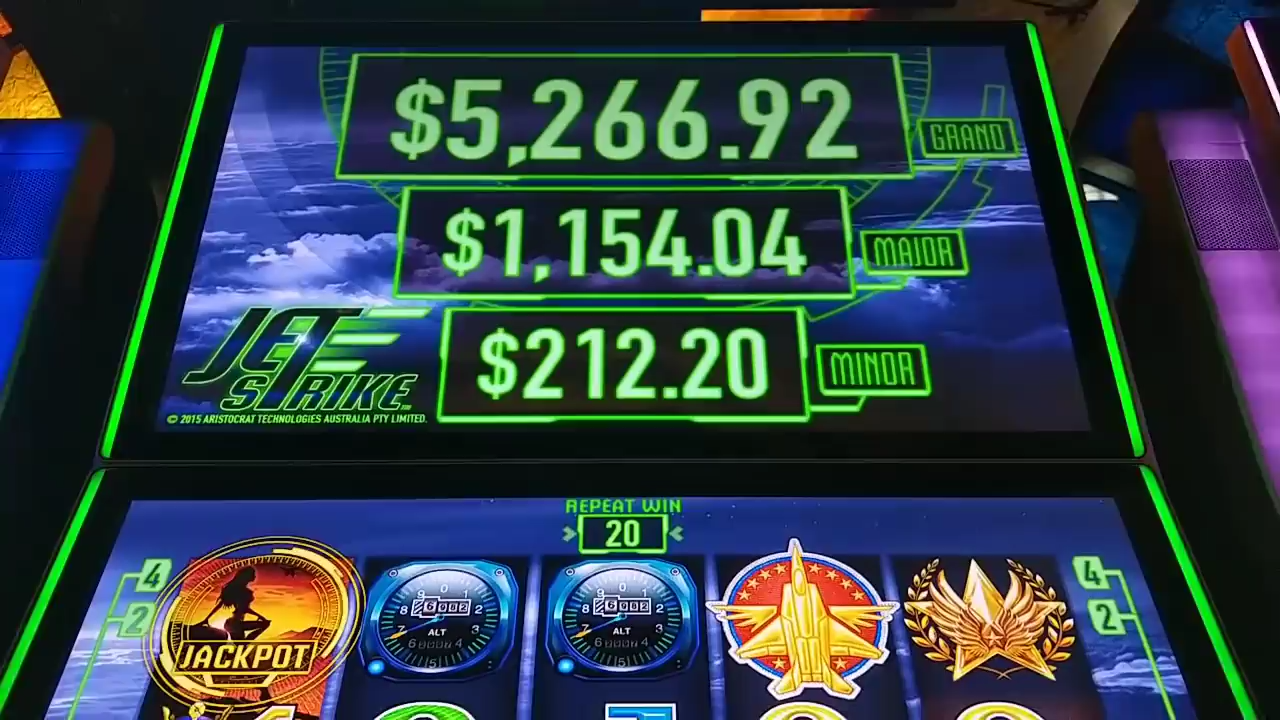 $5,266.92
GRAND
$1,154.04
MAJOR
$212.20
MINOR
JET
STRIKE
© 2015 ARISTOCRAT TECHNOLOGIES AUSTRALIA PTY LIMITED.
REPEAT WIN
20
4
2
JACKPOT
ALT
ALT
4
2